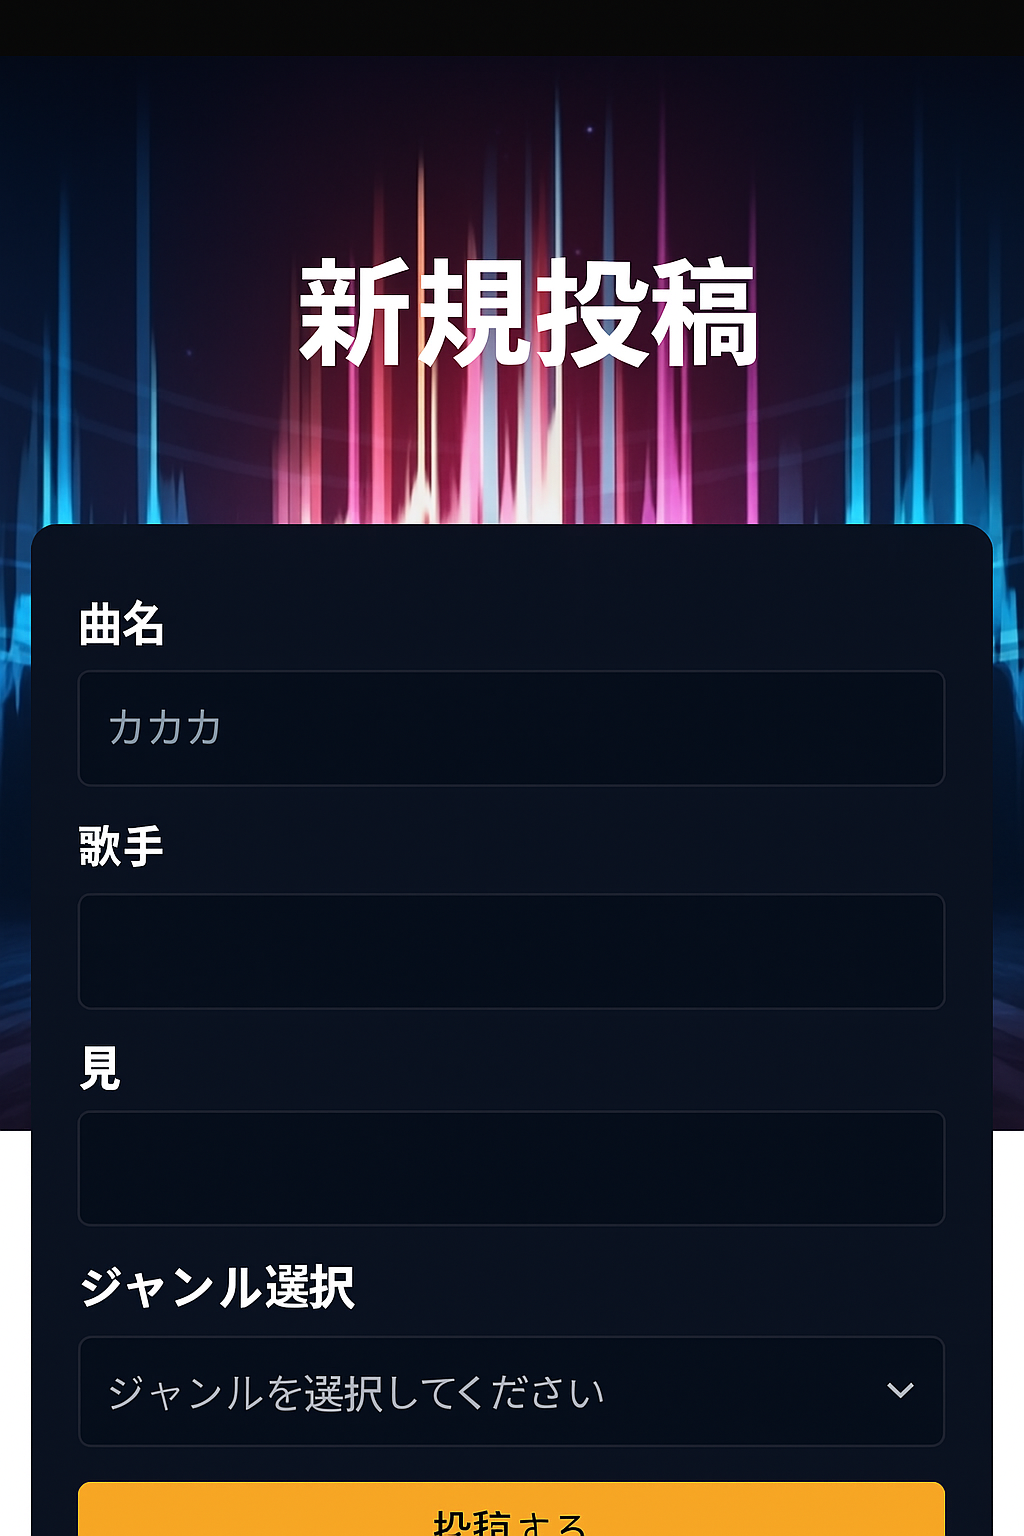 新規投稿
曲名
カカカ
歌手
見
ジャンル選択
ジャンルを選択してください
投稿する